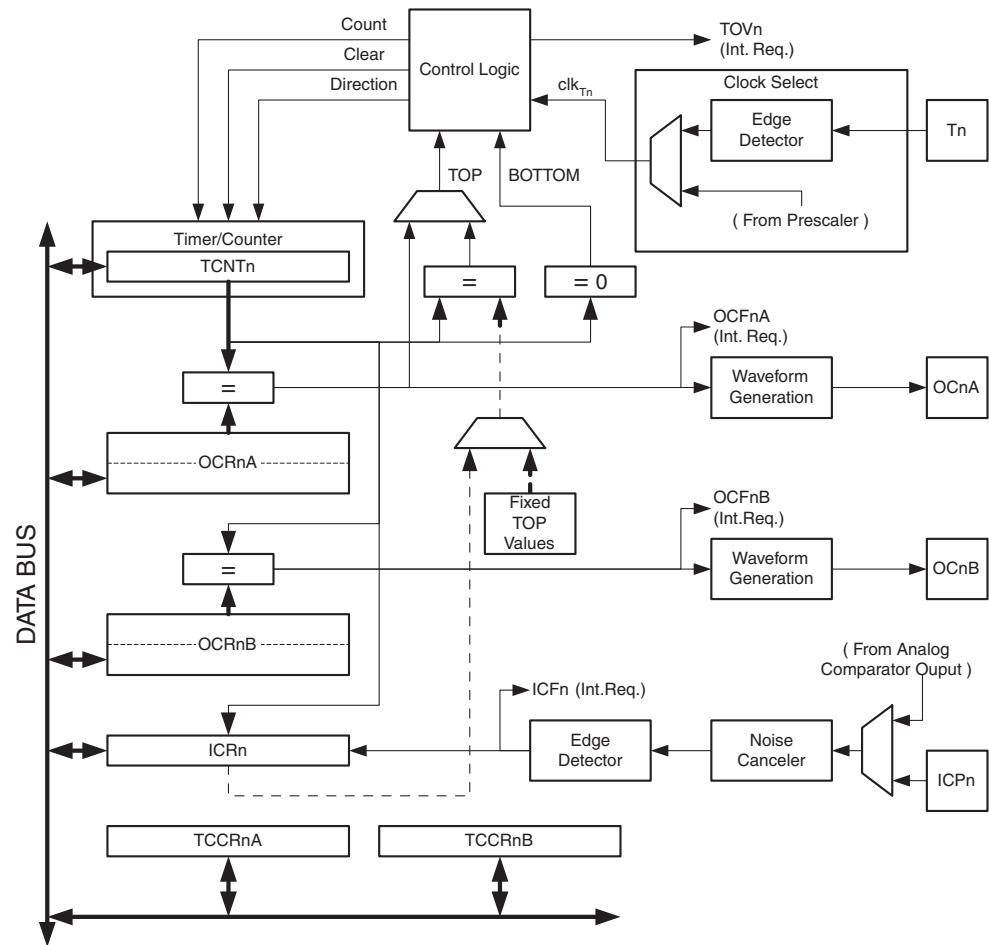 Count
Clear
Direction
Control Logic
TOVn
(Int. Req.)
clkTn
Clock Select
Edge
Detector
Tn
( From Prescaler )
TOP
BOTTOM
Timer/Counter
TCNTn
=
= 0
OCFnA
(Int. Req.)
=
Waveform
Generation
OCnA
OCRnA
Fixed
TOP
Values
OCFnB
(Int.Req.)
=
Waveform
Generation
OCnB
OCRnB
DATA BUS
( From Analog
Comparator Ouput )
ICFn (Int.Req.)
ICRn
Edge
Detector
Noise
Canceler
ICPn
TCCRnA
TCCRnB